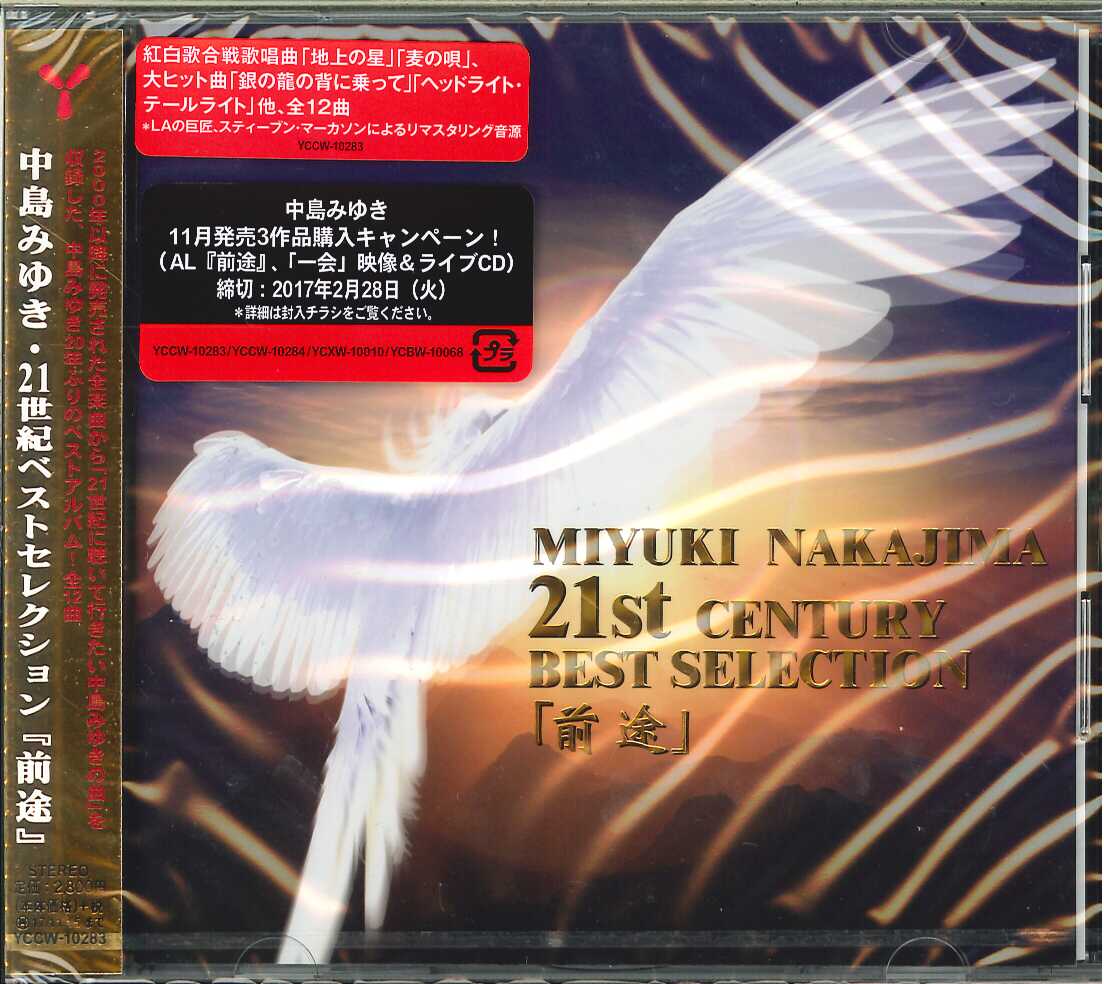 紅白歌合戦歌唱曲「地上の星」「麦の唄」、
大ヒット曲「銀の龍の背に乗って」「ヘッドライト・
テールライト」他、全12曲
*LAの巨匠、スティーブン・マーカソンによるリマスタリング音源
YCCW-10283
中島みゆき
11月発売3作品購入キャンペーン!
(AL『前途』、「一会」映像&ライブCD)
締切:2017年2月28日(火)
*詳細は封入チラシをご覧ください。
YCCW-10283/YCCW-10284/YCXW-10010/YCBW-10068
プラ
MIYUKI NAKAJIMA
21st CENTURY
BEST SELECTION
「前途」
2000年以降に発売された全楽曲から「21世紀に聴いて行きたい中島みゆきの曲」を
収録した、中島みゆき20年ぶりのベストアルバム!全12曲。
中島みゆき・21世紀ベストセレクション『前途』
STEREO
定価:2,800円
YCCW-10283